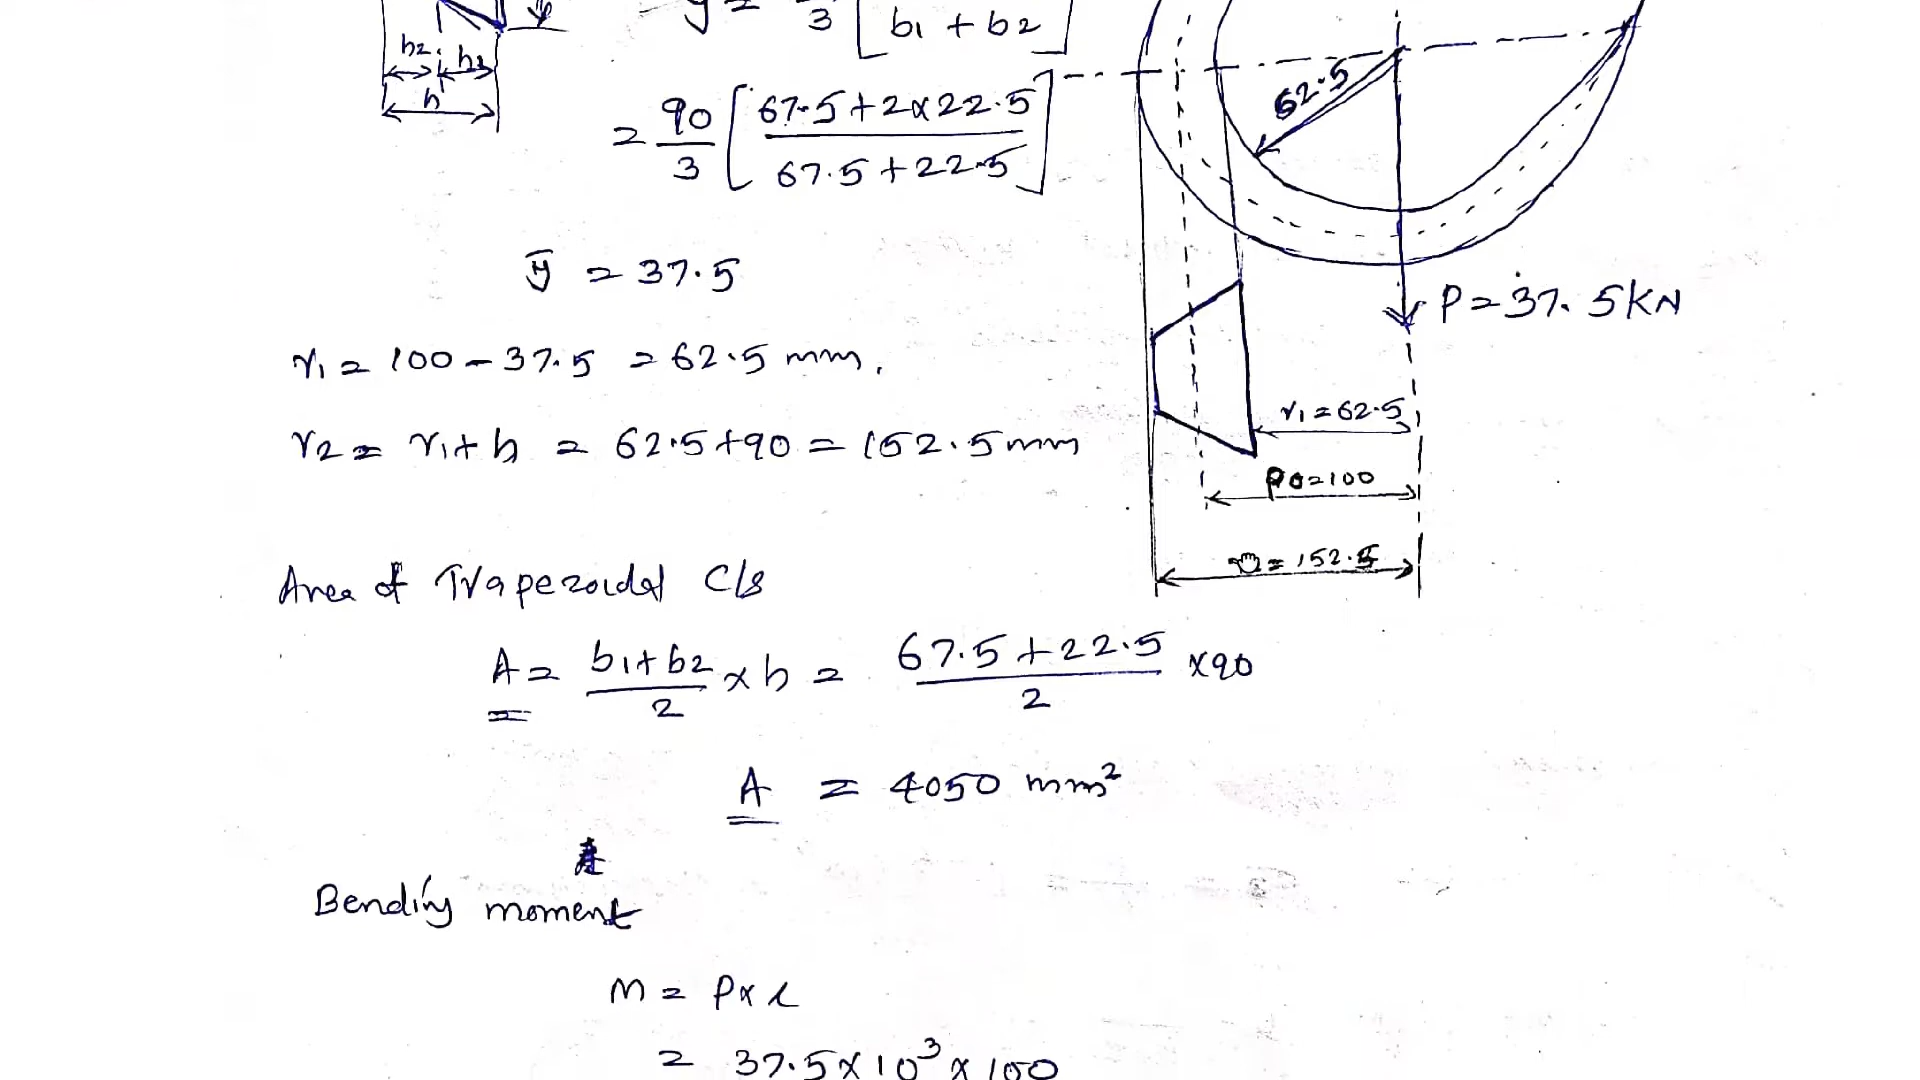 ȳ = h/3 [ / b1 + b2 ]
h2 h1
h
= 90/3 [ 67.5 + 2 x 22.5 / 67.5 + 22.5 ]
62.5
ȳ = 37.5
P = 37.5 KN
r1 = 100 - 37.5 = 62.5 mm,
r1 = 62.5
r2 = r1 + h = 62.5 + 90 = 152.5 mm
= 100
= 152.5
Area of Trapezoidal C/s
A = b1 + b2 / 2 x h = 67.5 + 22.5 / 2 x 90
A = 4050 mm²
Bending moment
M = P x l
= 37.5 x 10³ x 100